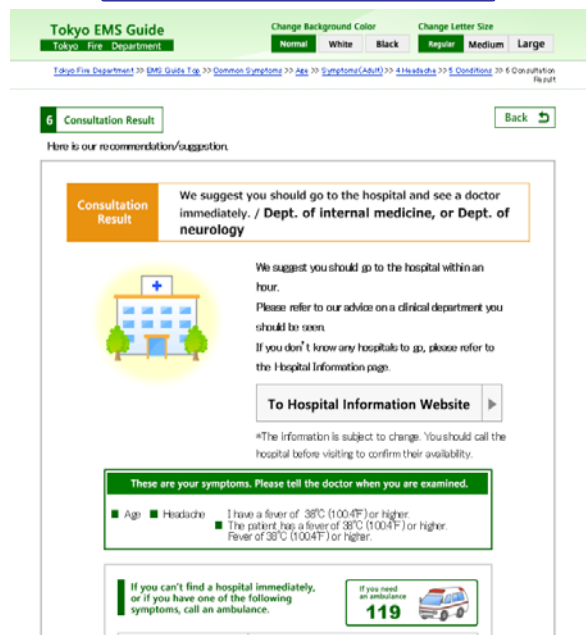 Tokyo EMS Guide
Tokyo Fire Department
Change Background Color
Normal White Black
Change Letter Size
Regular Medium Large
Tokyo Fire Department >> EMS Guide Top >> Common Symptoms >> Age >> Symptoms(Adult) >> 4 Headache >> 5 Conditions >> 6 Consultation
Result
6 Consultation Result
Back
Here is our recommendation/suggestion.
Consultation
Result
We suggest you should go to the hospital and see a doctor
immediately. / Dept. of internal medicine, or Dept. of
neurology
We suggest you should go to the hospital within an
hour.
Please refer to our advice on a clinical department you
should be seen.
If you don't know any hospitals to go, please refer to
the Hospital Information page.
To Hospital Information Website
*The information is subject to change. You should call the
hospital before visiting to confirm their availability.
These are your symptoms. Please tell the doctor when you are examined.
■ Age ■ Headache
I have a fever of 38℃ (100.4℉) or higher.
■ The patient has a fever of 38℃ (100.4℉) or higher.
Fever of 38℃ (100.4℉) or higher.
If you can't find a hospital immediately,
or if you have one of the following
symptoms, call an ambulance.
If you need
an ambulance
119